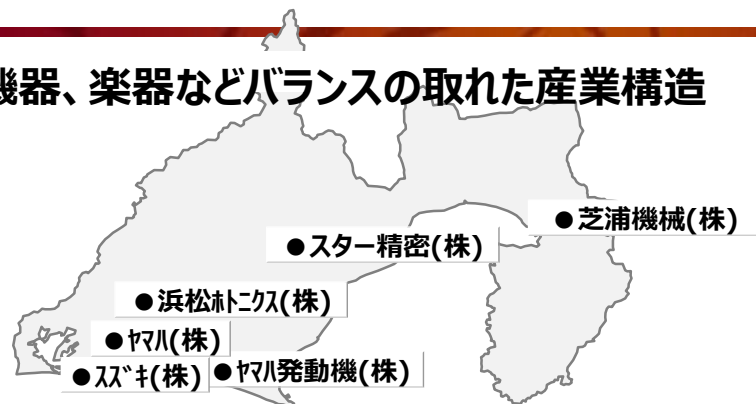 機器、楽器などバランスの取れた産業構造
●芝浦機械(株)
●スター精密(株)
●浜松ﾎﾄﾆｸｽ(株)
●ﾔﾏﾊ(株)
●ｽｽﾞｷ(株)
●ﾔﾏﾊ発動機(株)